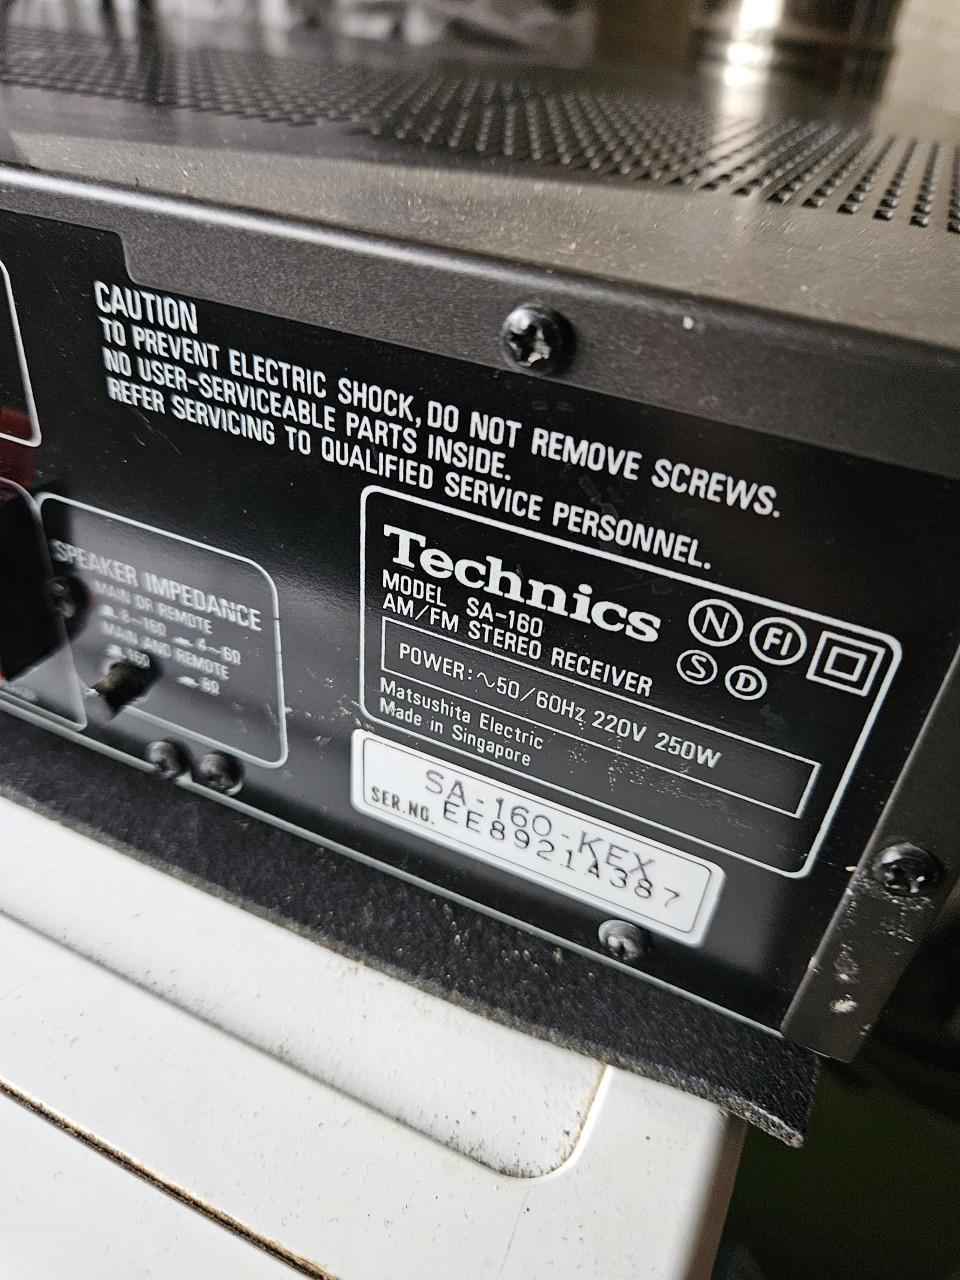 CAUTION
TO PREVENT ELECTRIC SHOCK, DO NOT REMOVE SCREWS.
NO USER-SERVICEABLE PARTS INSIDE.
REFER SERVICING TO QUALIFIED SERVICE PERSONNEL.
SPEAKER IMPEDANCE
MAIN OR REMOTE
8~16Ω 4~6Ω
MAIN AND REMOTE
16Ω
8Ω
Technics
MODEL SA-160
AM/FM STEREO RECEIVER
N FI
S D
POWER:∿50/60Hz 220V 250W
Matsushita Electric
Made in Singapore
SA-160-KEX
SER.NO. EE8921A387